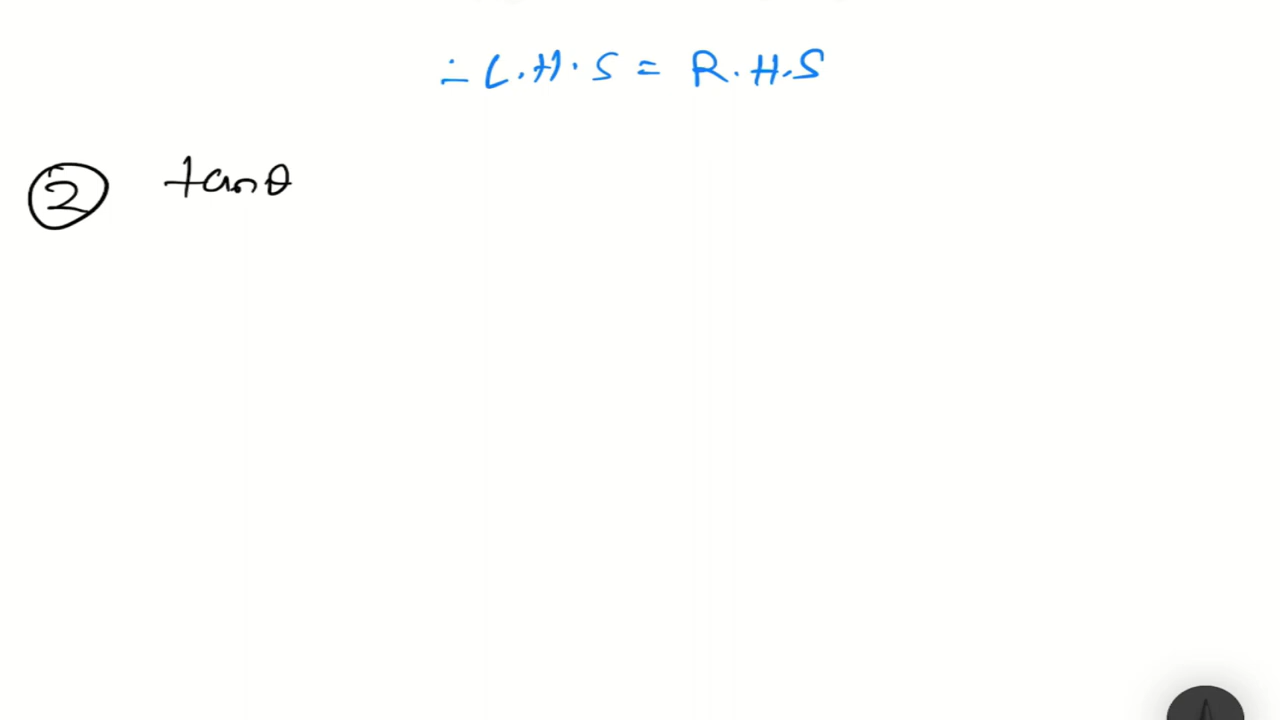 ∴ L.H.S = R.H.S
② tanθ